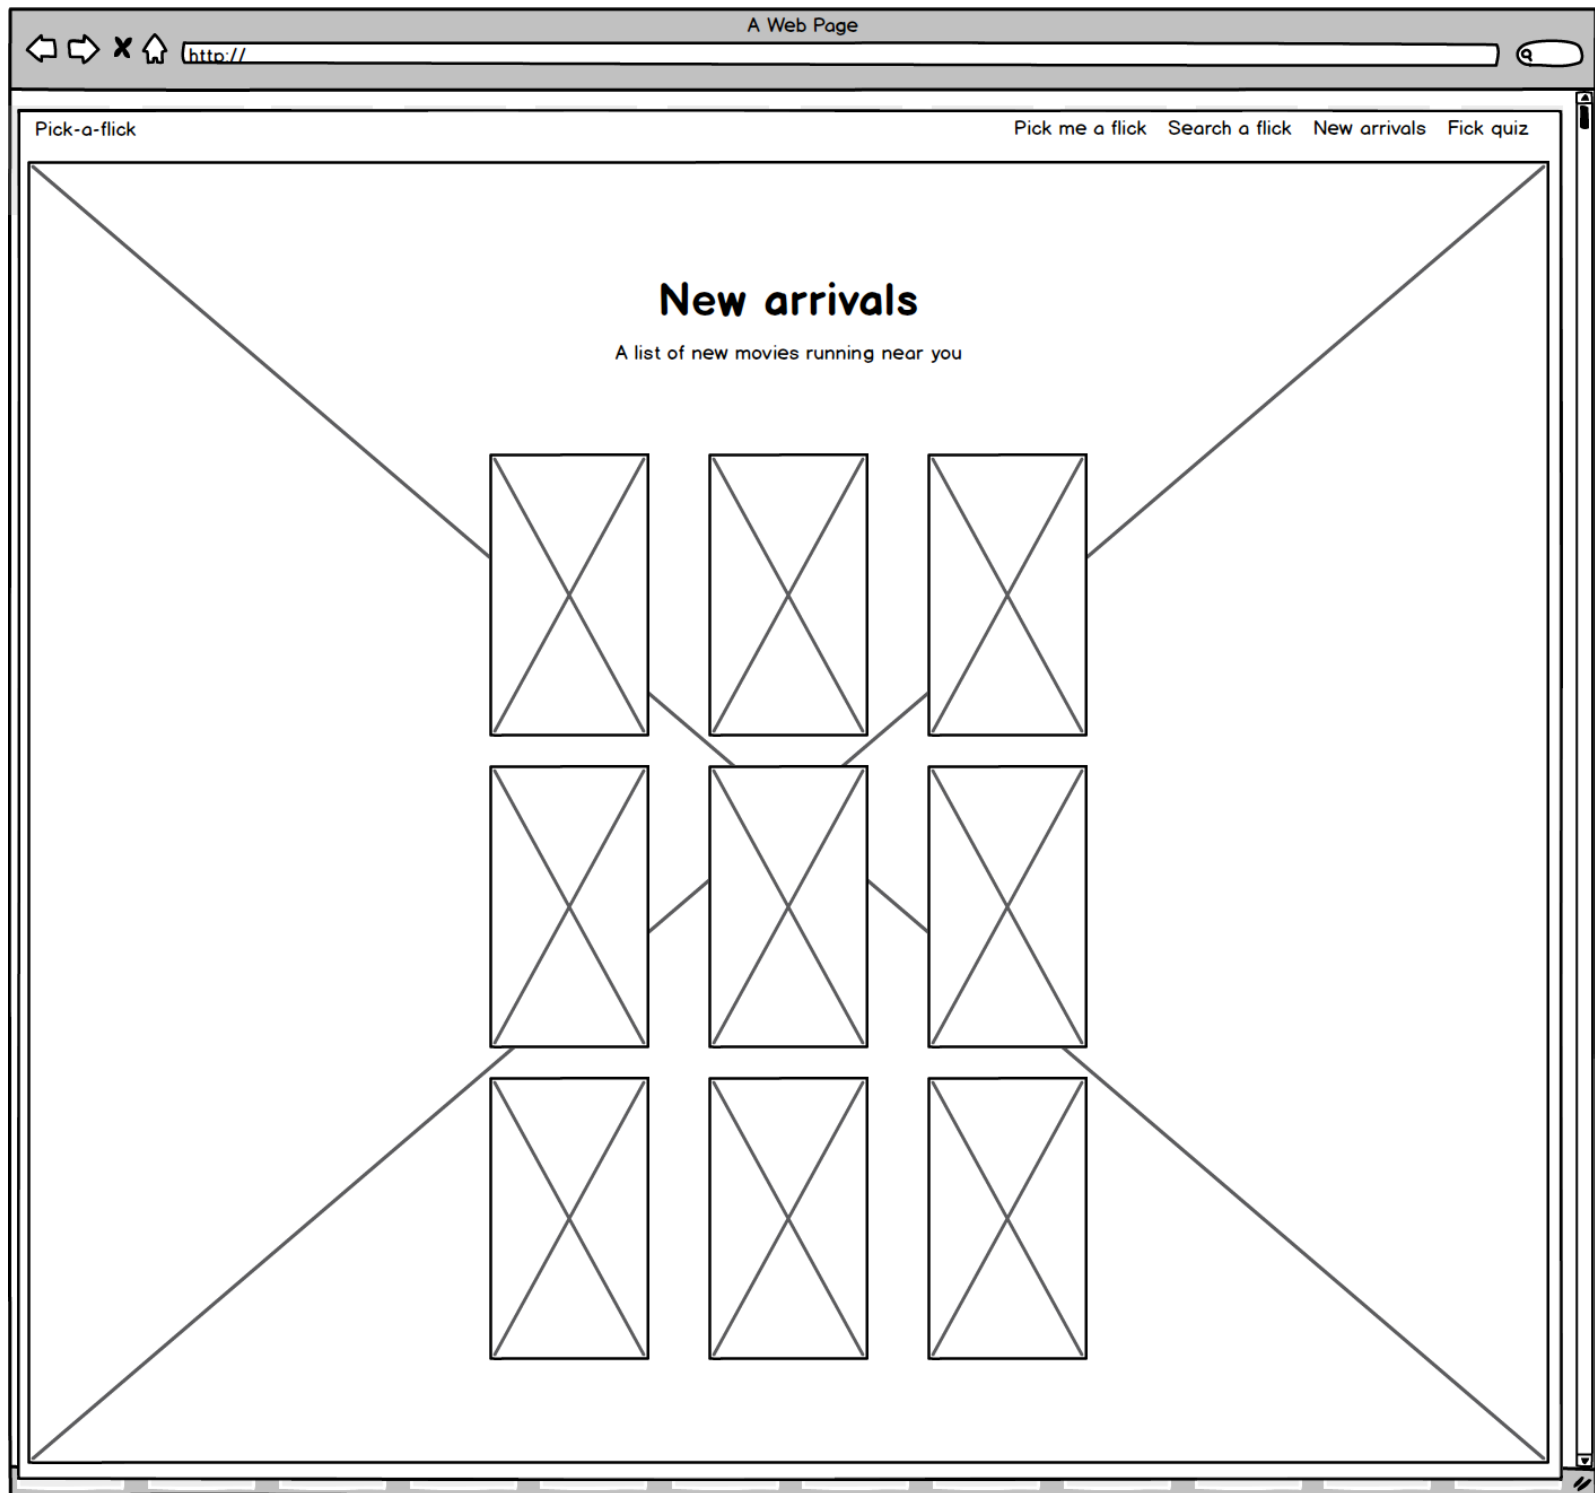 A Web Page
http://
Pick-a-flick
Pick me a flick Search a flick New arrivals Fick quiz
New arrivals
A list of new movies running near you